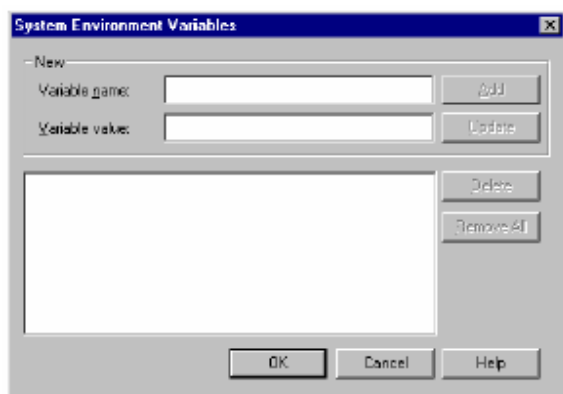 System Environment Variables
New
Variable name:
Add
Variable value:
Update
Delete
Remove All
OK
Cancel
Help